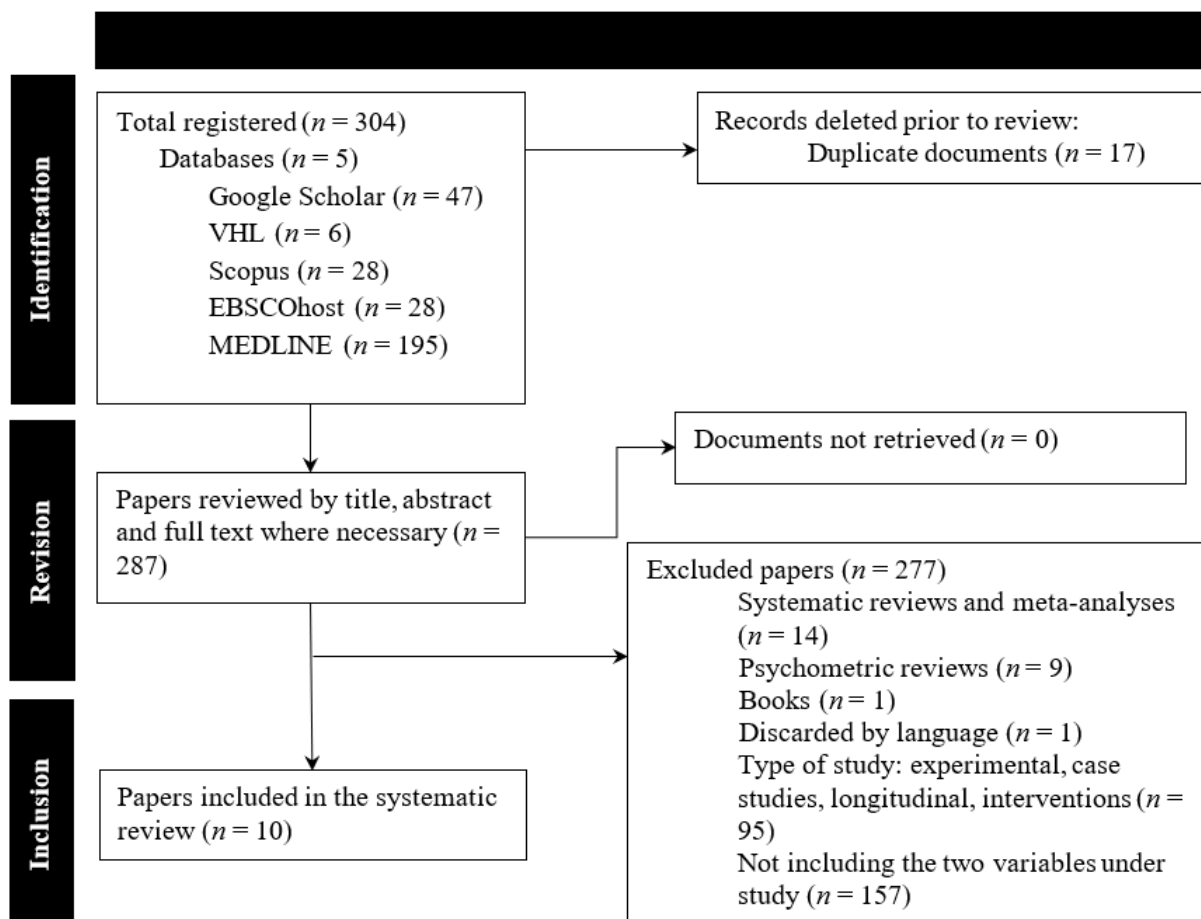 Identification
Total registered (n = 304)
Databases (n = 5)
Google Scholar (n = 47)
VHL (n = 6)
Scopus (n = 28)
EBSCOhost (n = 28)
MEDLINE (n = 195)
Records deleted prior to review:
Duplicate documents (n = 17)
Revision
Papers reviewed by title, abstract
and full text where necessary (n =
287)
Documents not retrieved (n = 0)
Excluded papers (n = 277)
Systematic reviews and meta-analyses
(n = 14)
Psychometric reviews (n = 9)
Books (n = 1)
Discarded by language (n = 1)
Type of study: experimental, case
studies, longitudinal, interventions (n =
95)
Not including the two variables under
study (n = 157)
Inclusion
Papers included in the systematic
review (n = 10)